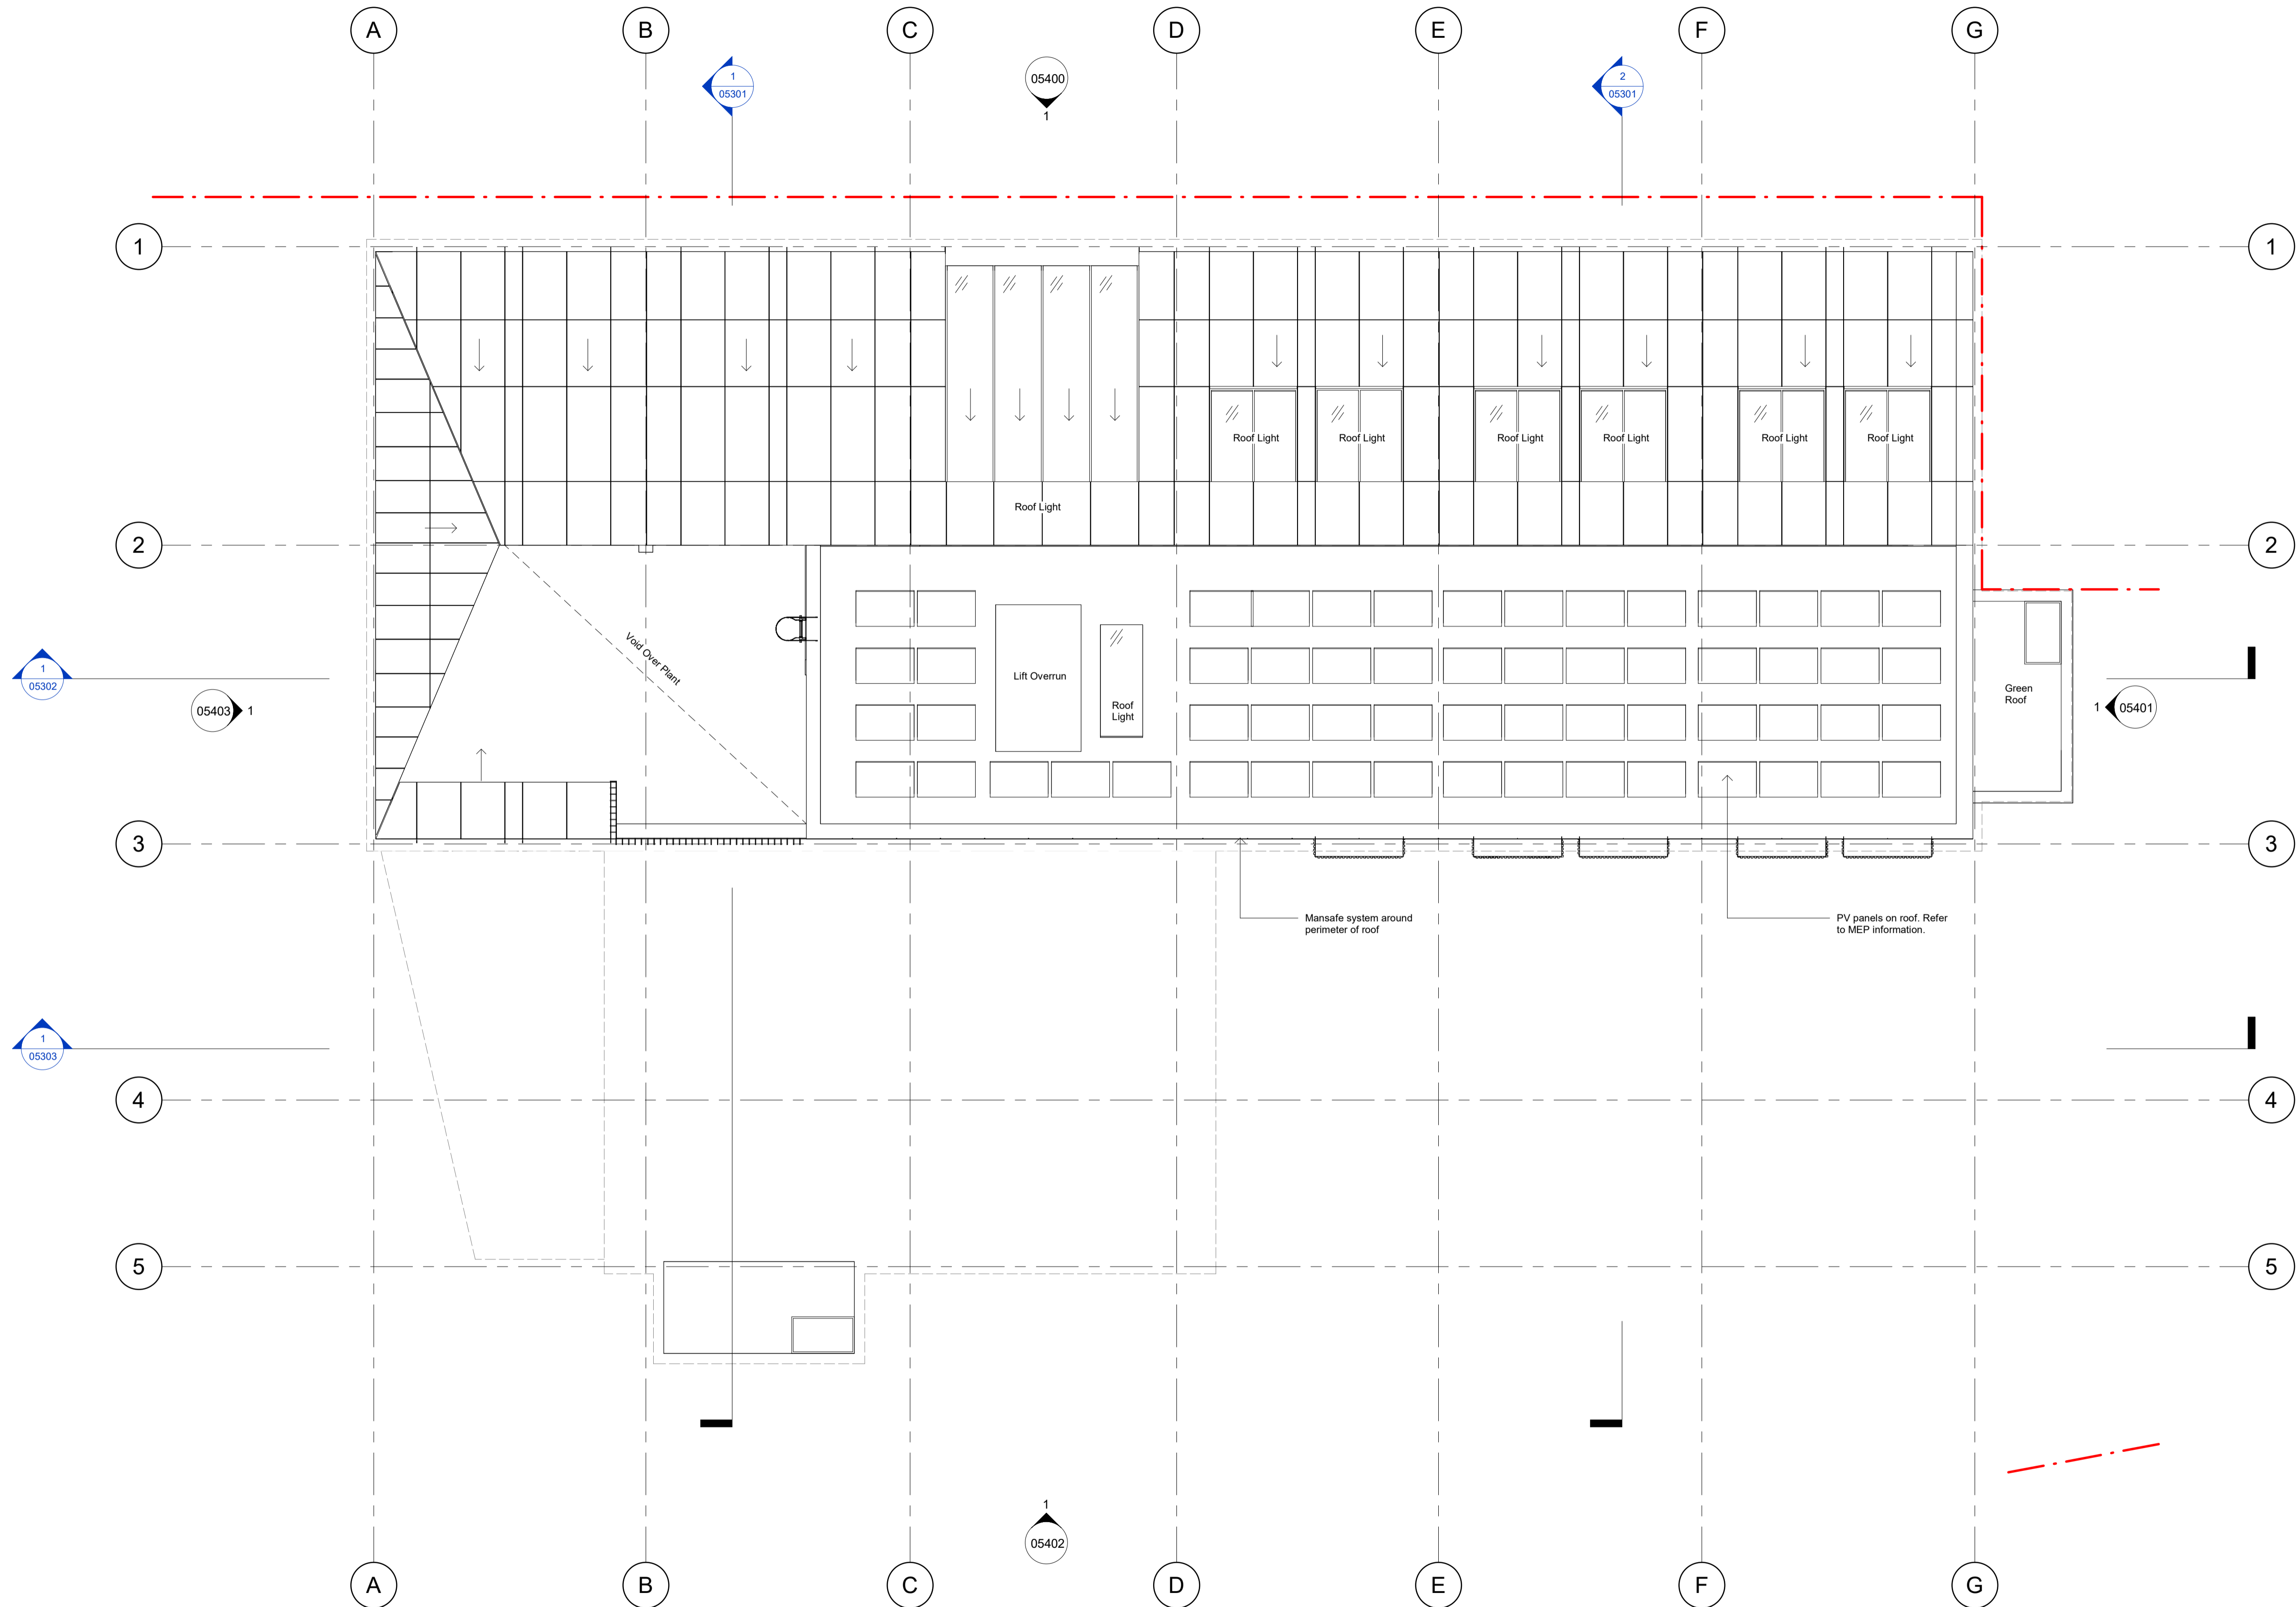 A B C D E F G
1
05301
05400
1
2
05301
1 1
Roof Light Roof Light Roof Light Roof Light Roof Light Roof Light
Roof Light
2 2
Void Over Plant
Lift Overrun
Roof
Light
Green
Roof
1
05302
05403 1
1 05401
3 3
Mansafe system around
perimeter of roof
PV panels on roof. Refer
to MEP information.
1
05303
4 4
5 5
1
05402
A B C D E F G